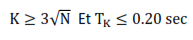 K ≥ 3√N Et T_K ≤ 0.20 sec